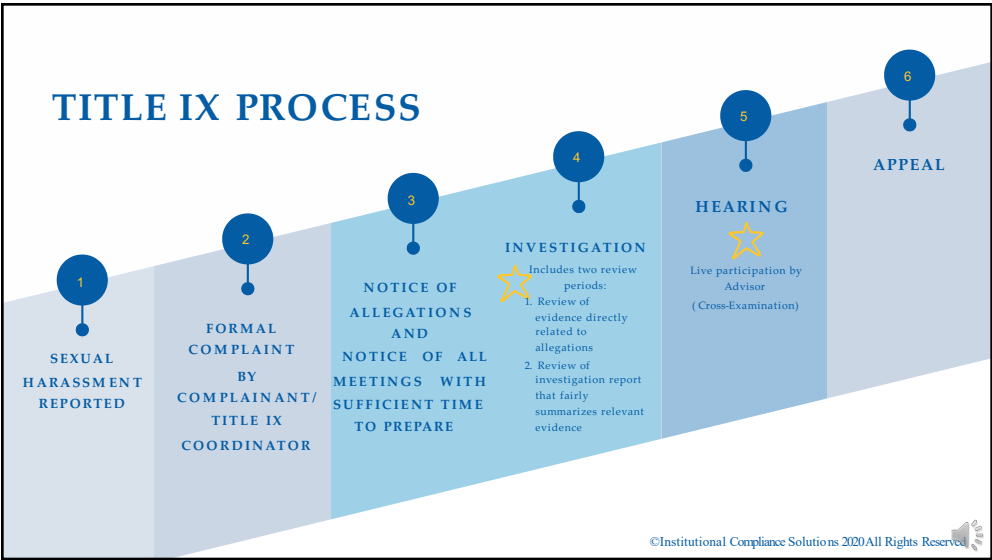 TITLE IX PROCESS
1
SEXUAL
HARASSMENT
REPORTED
2
FORMAL
COMPLAINT
BY
COMPLAINANT/
TITLE IX
COORDINATOR
3
NOTICE OF
ALLEGATIONS
AND
NOTICE OF ALL
MEETINGS WITH
SUFFICIENT TIME
TO PREPARE
4
INVESTIGATION
Includes two review
periods:
1. Review of
evidence directly
related to
allegations
2. Review of
investigation report
that fairly
summarizes relevant
evidence
5
HEARING
Live participation by
Advisor
(Cross-Examination)
6
APPEAL
©Institutional Compliance Solutions 2020All Rights Reserved